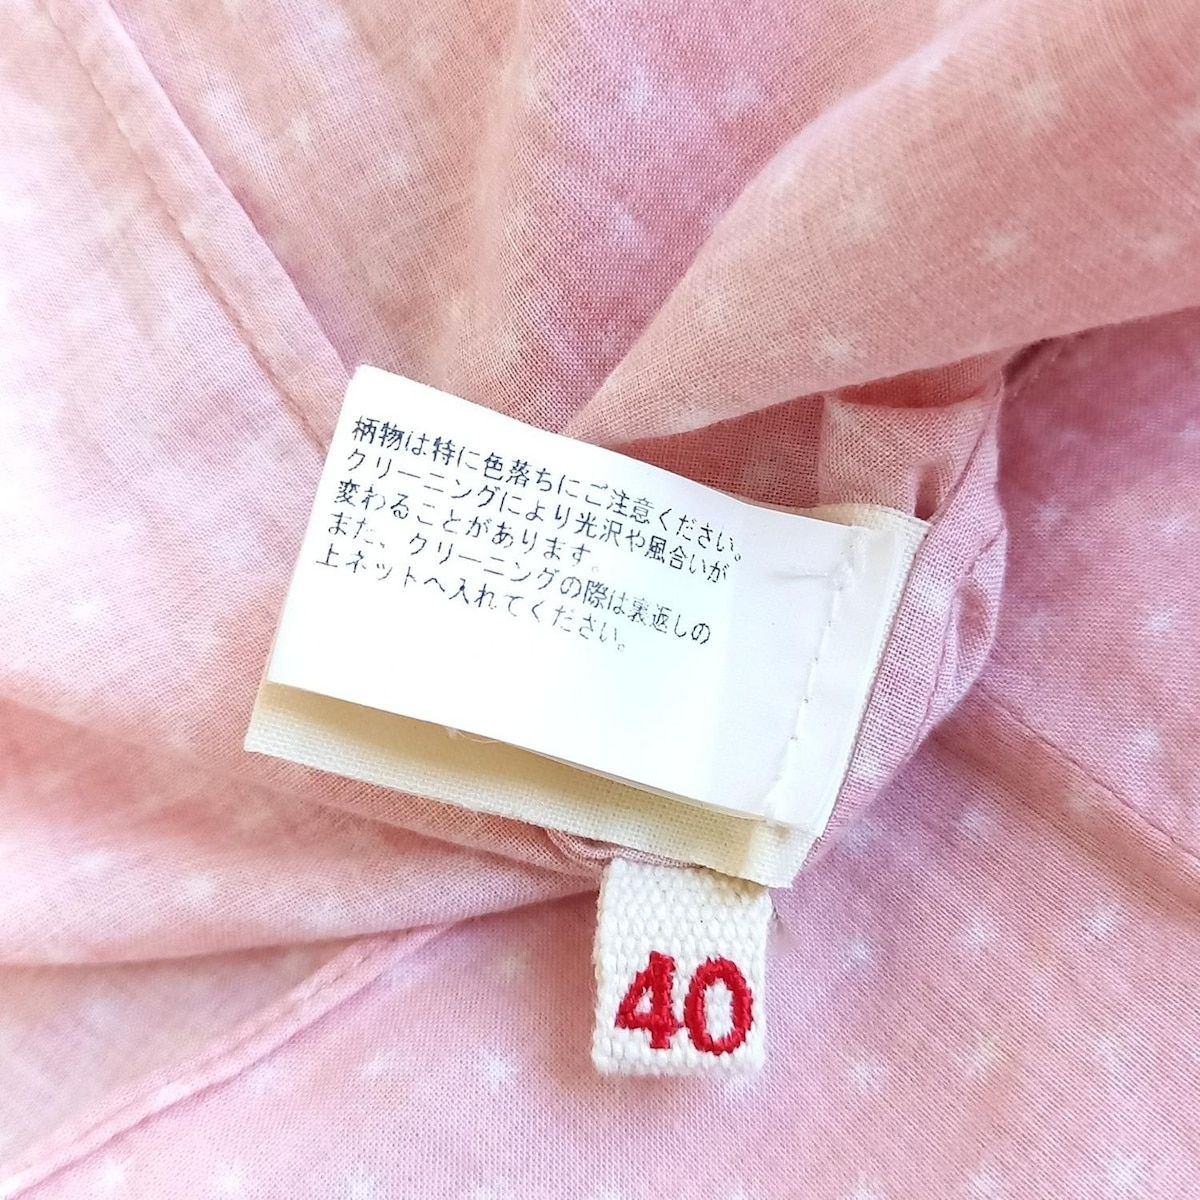 柄物は特に色落ちにご注意ください。
クリーニングにより光沢や風合いが
変わることがあります。
また、クリーニングの際は裏返しの
上ネットへ入れてください。
40